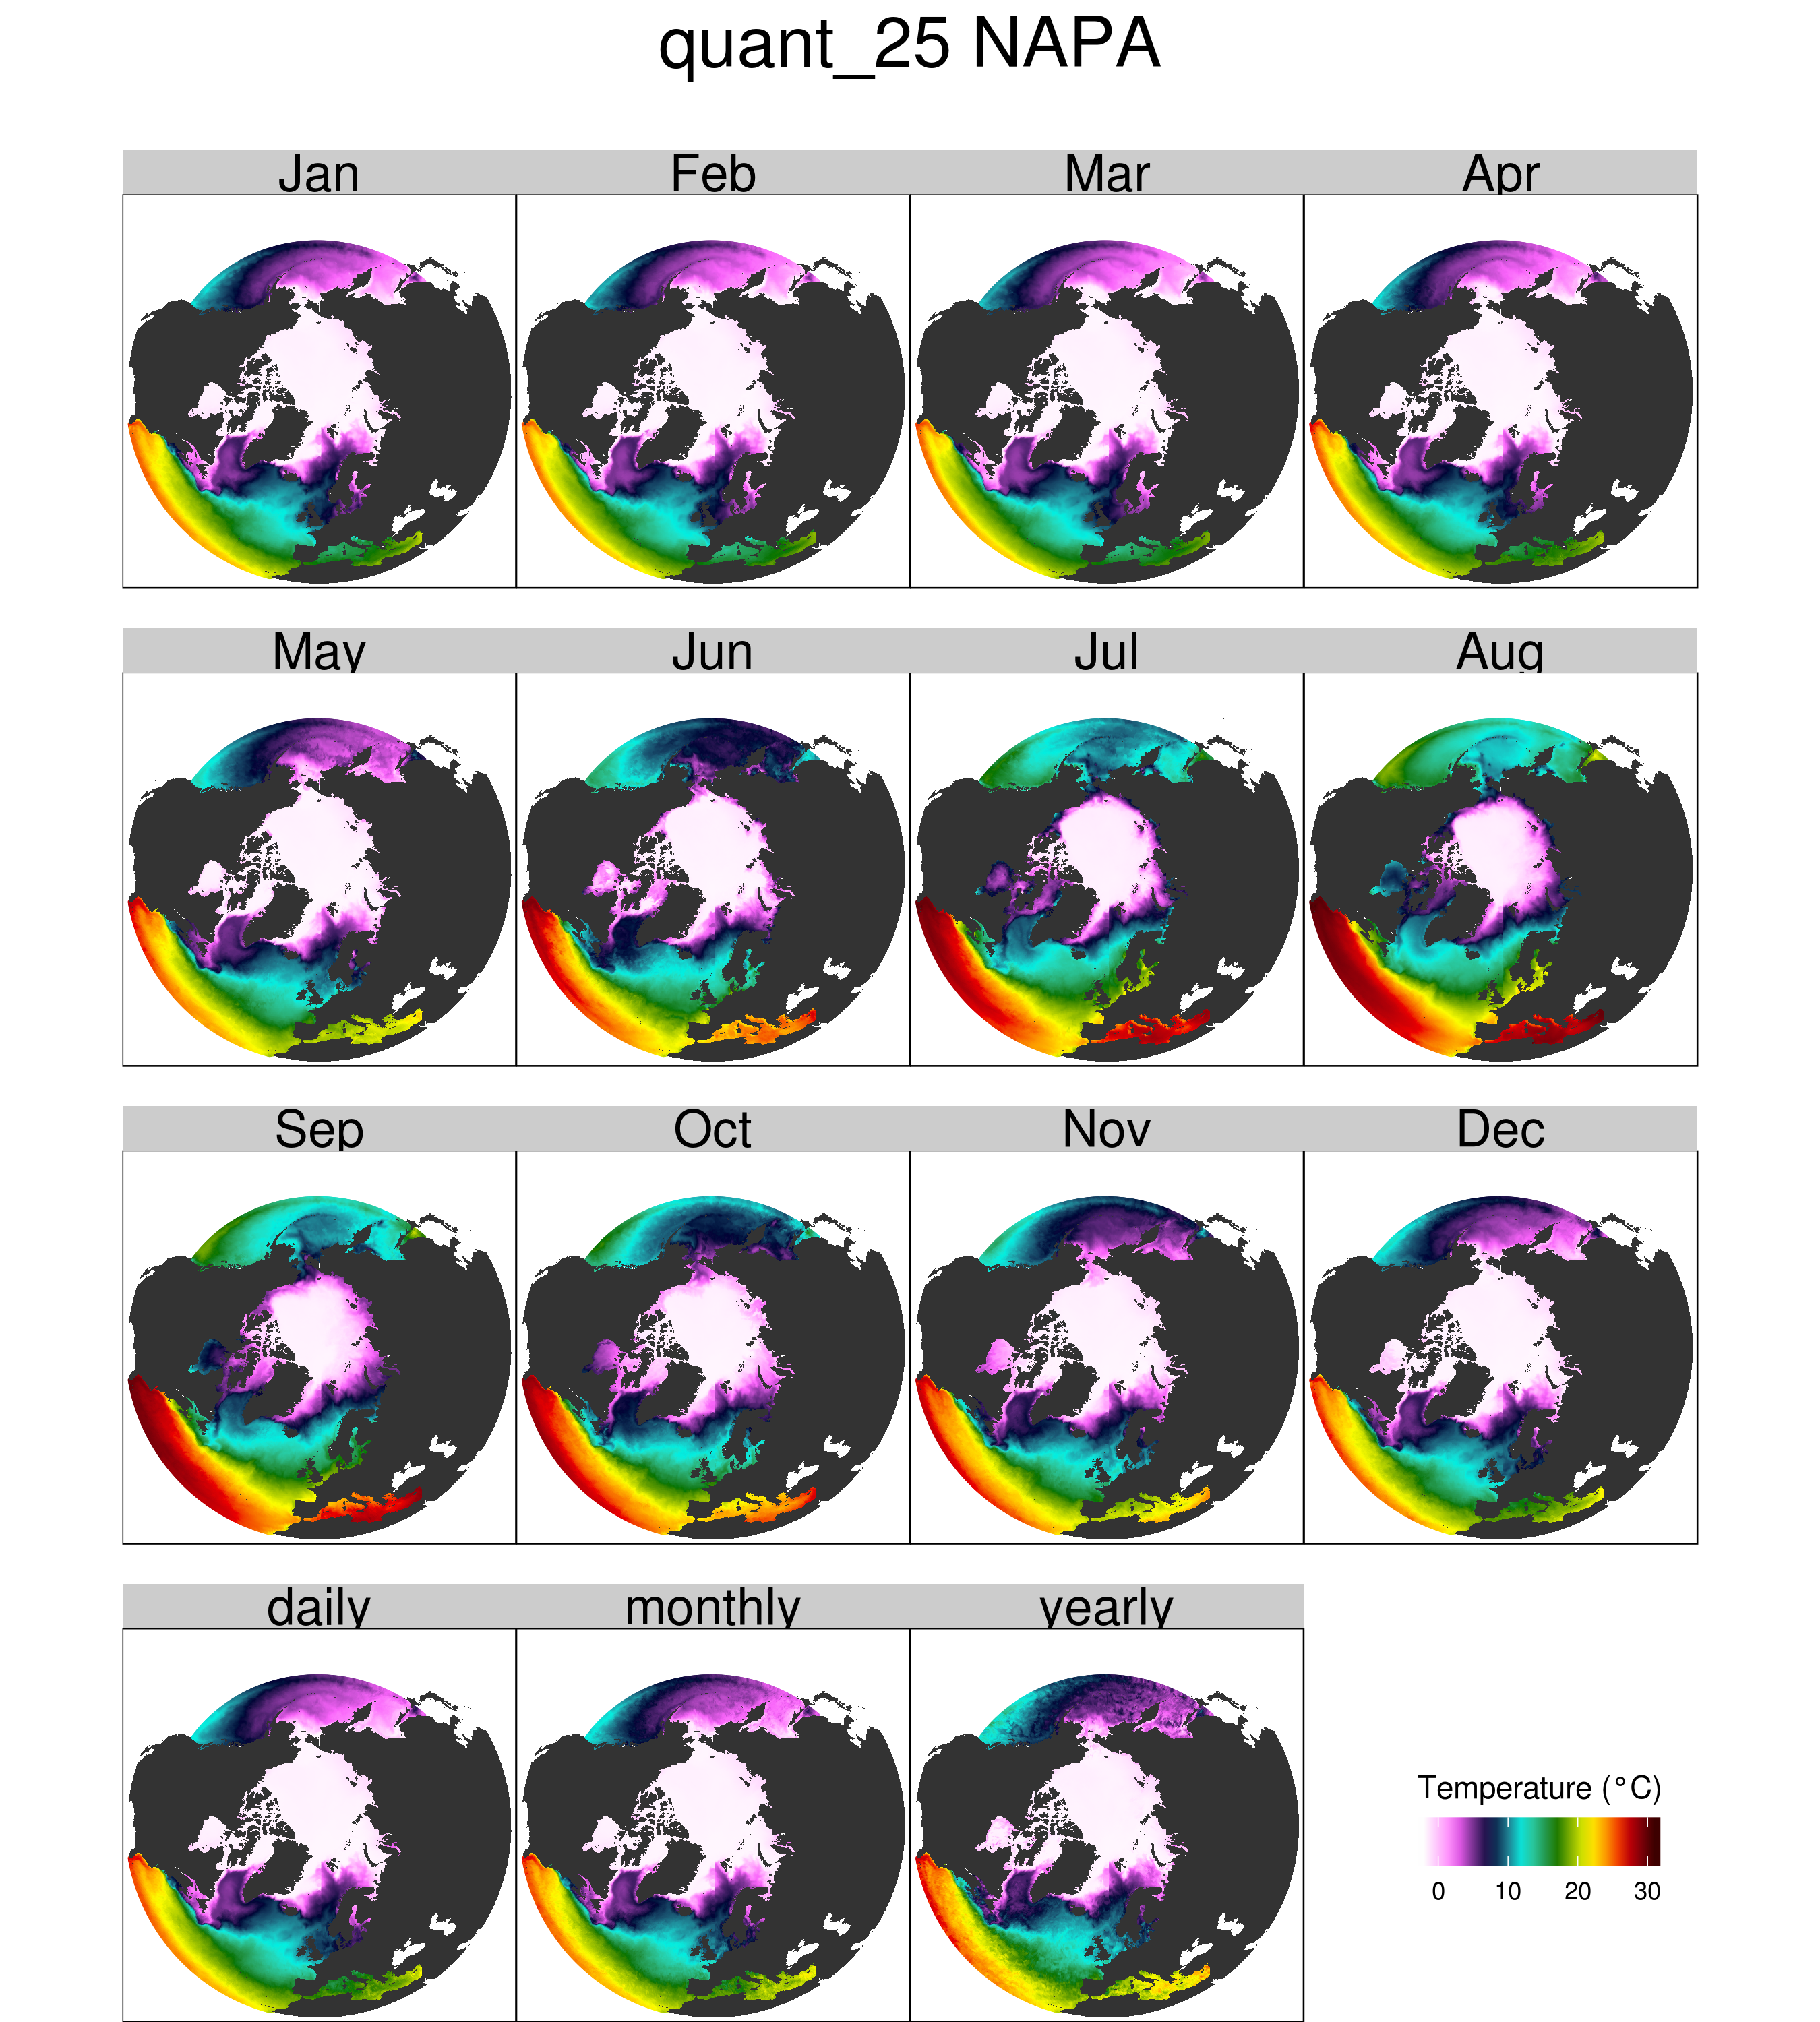 quant_25 NAPA
Jan Feb Mar Apr
May Jun Jul Aug
Sep Oct Nov Dec
daily monthly yearly
Temperature (°C)
0 10 20 30